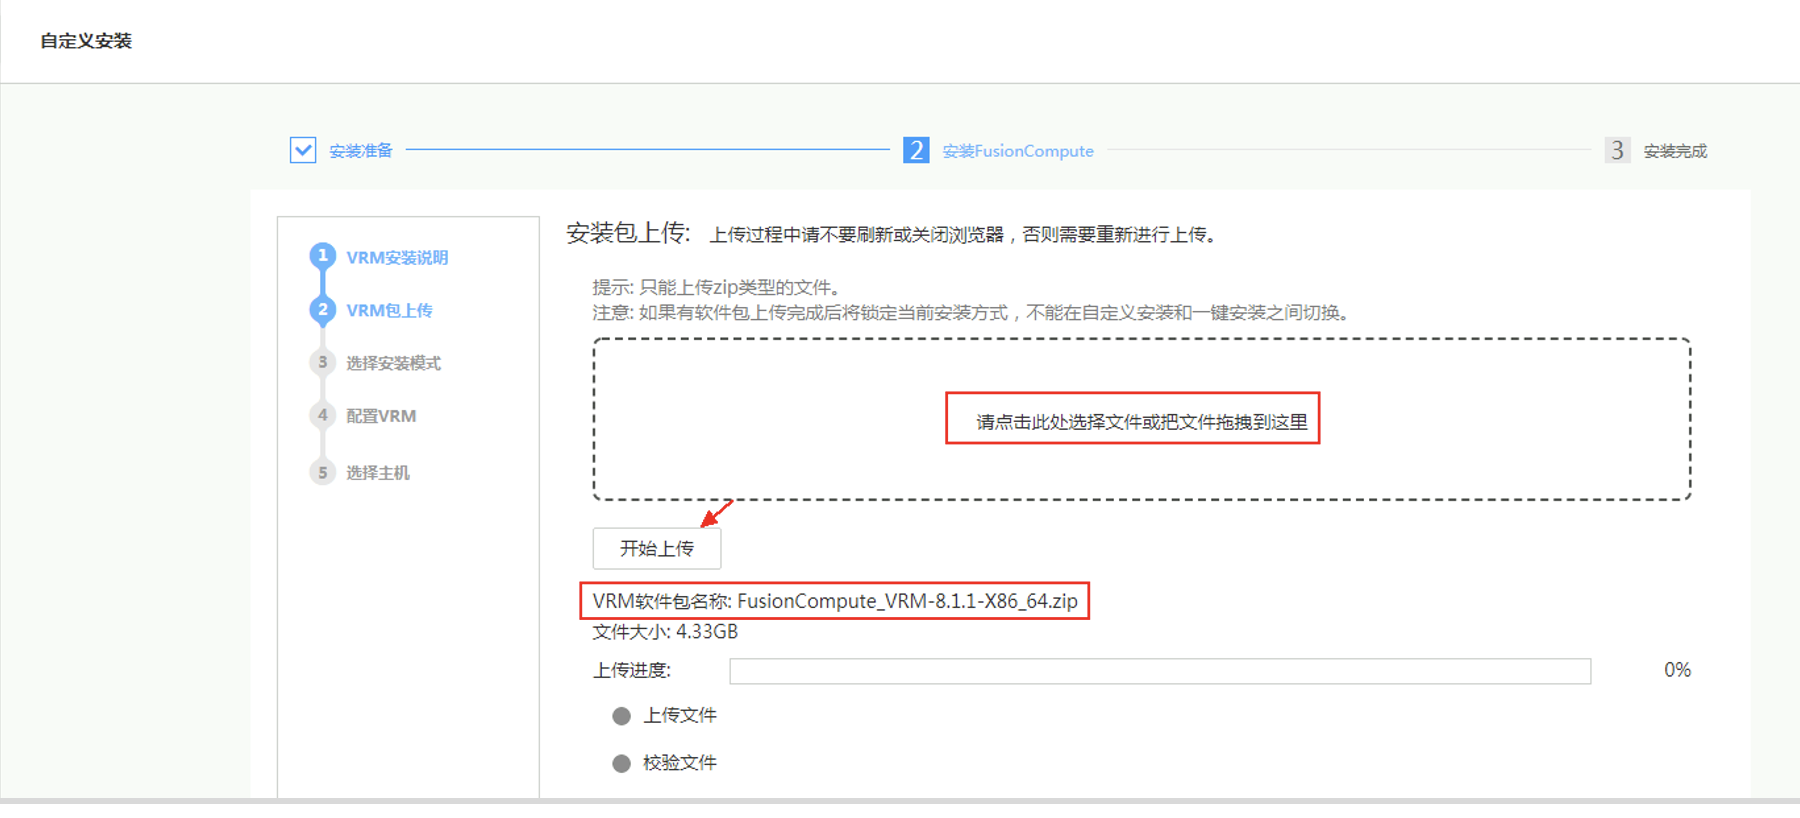 自定义安装
安装准备
2 安装FusionCompute
3 安装完成
1 VRM安装说明
2 VRM包上传
3 选择安装模式
4 配置VRM
5 选择主机
安装包上传: 上传过程中请不要刷新或关闭浏览器，否则需要重新进行上传。
提示: 只能上传zip类型的文件。
注意: 如果有软件包上传完成后将锁定当前安装方式，不能在自定义安装和一键安装之间切换。
请点击此处选择文件或把文件拖拽到这里
开始上传
VRM软件包名称: FusionCompute_VRM-8.1.1-X86_64.zip
文件大小: 4.33GB
上传进度: 0%
上传文件
校验文件